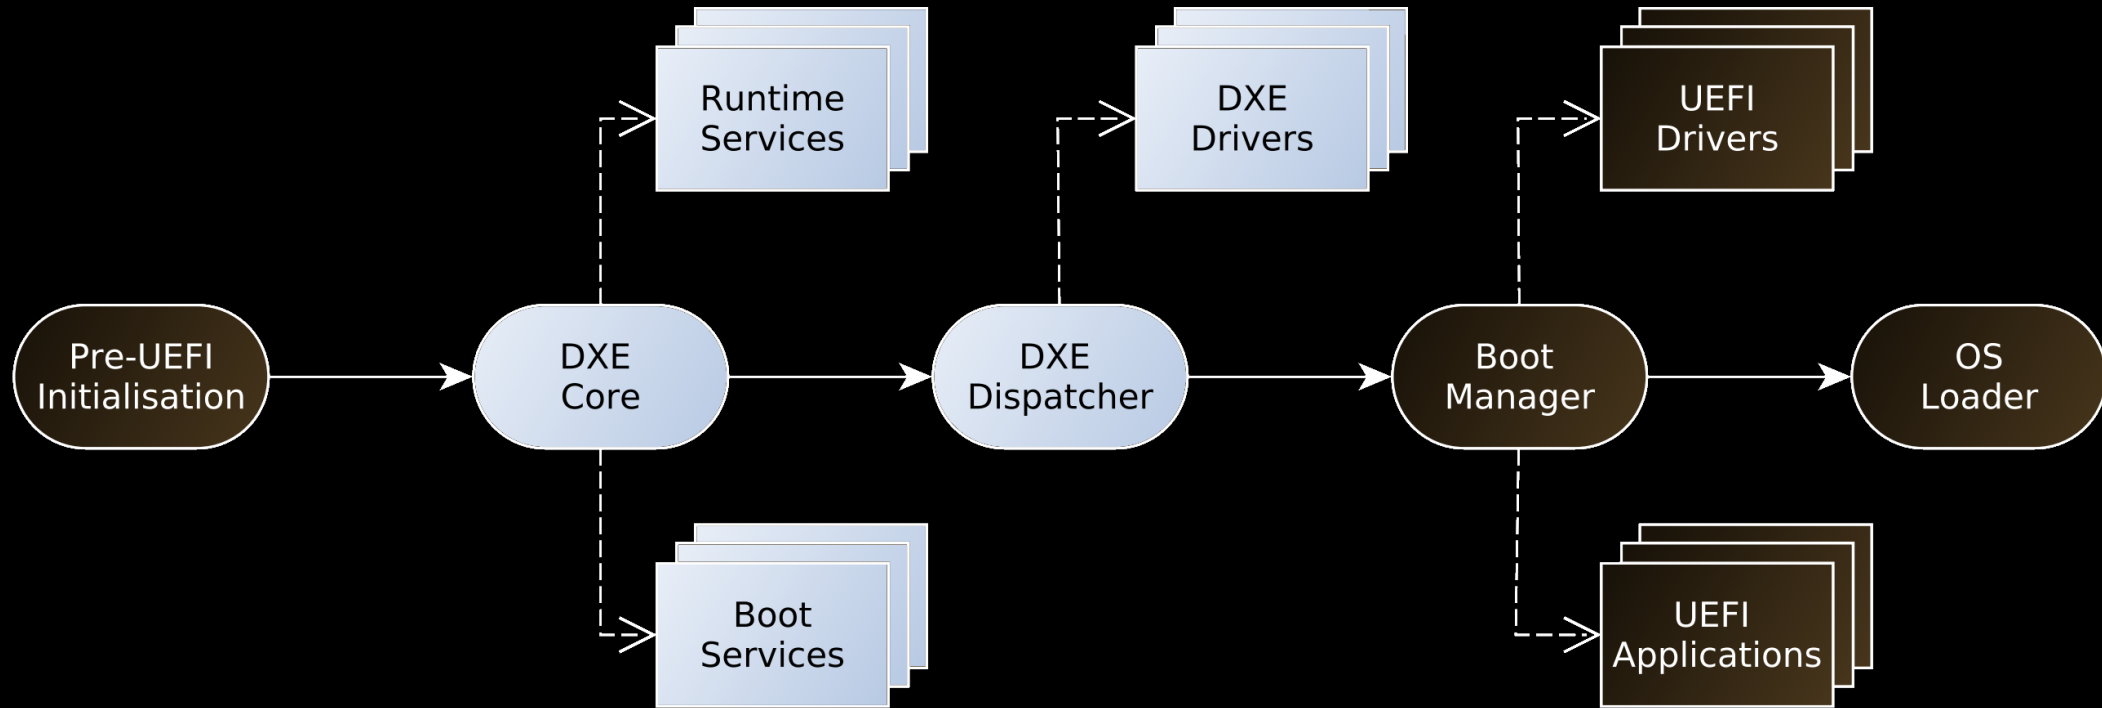 Runtime
Services
DXE
Drivers
UEFI
Drivers
Pre-UEFI
Initialisation
DXE
Core
DXE
Dispatcher
Boot
Manager
OS
Loader
Boot
Services
UEFI
Applications